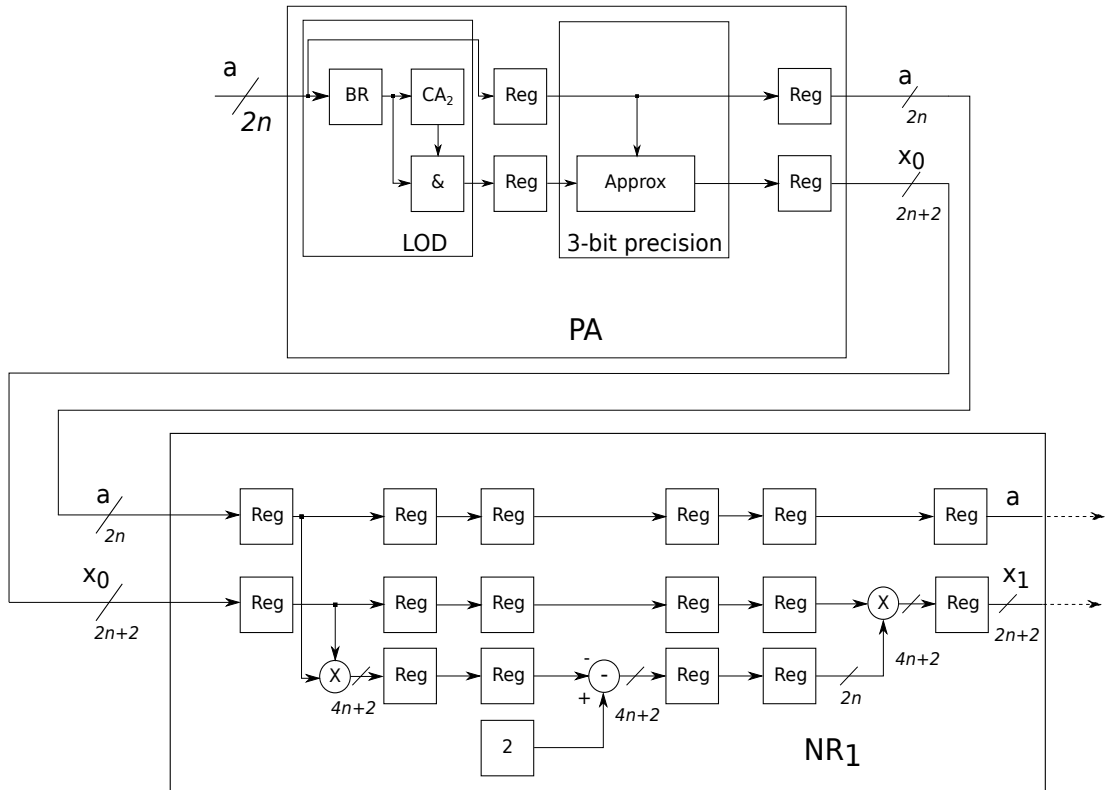 a
2n
BR
CA2
Reg
Reg
a
2n
&
Reg
Approx
Reg
x0
2n+2
LOD
3-bit precision
PA
a
2n
Reg
Reg
Reg
Reg
Reg
Reg
a
x0
2n+2
Reg
Reg
Reg
Reg
Reg
X
Reg
x1
2n+2
4n+2
X
4n+2
Reg
Reg
-
+
-
4n+2
Reg
Reg
2n
2
NR1